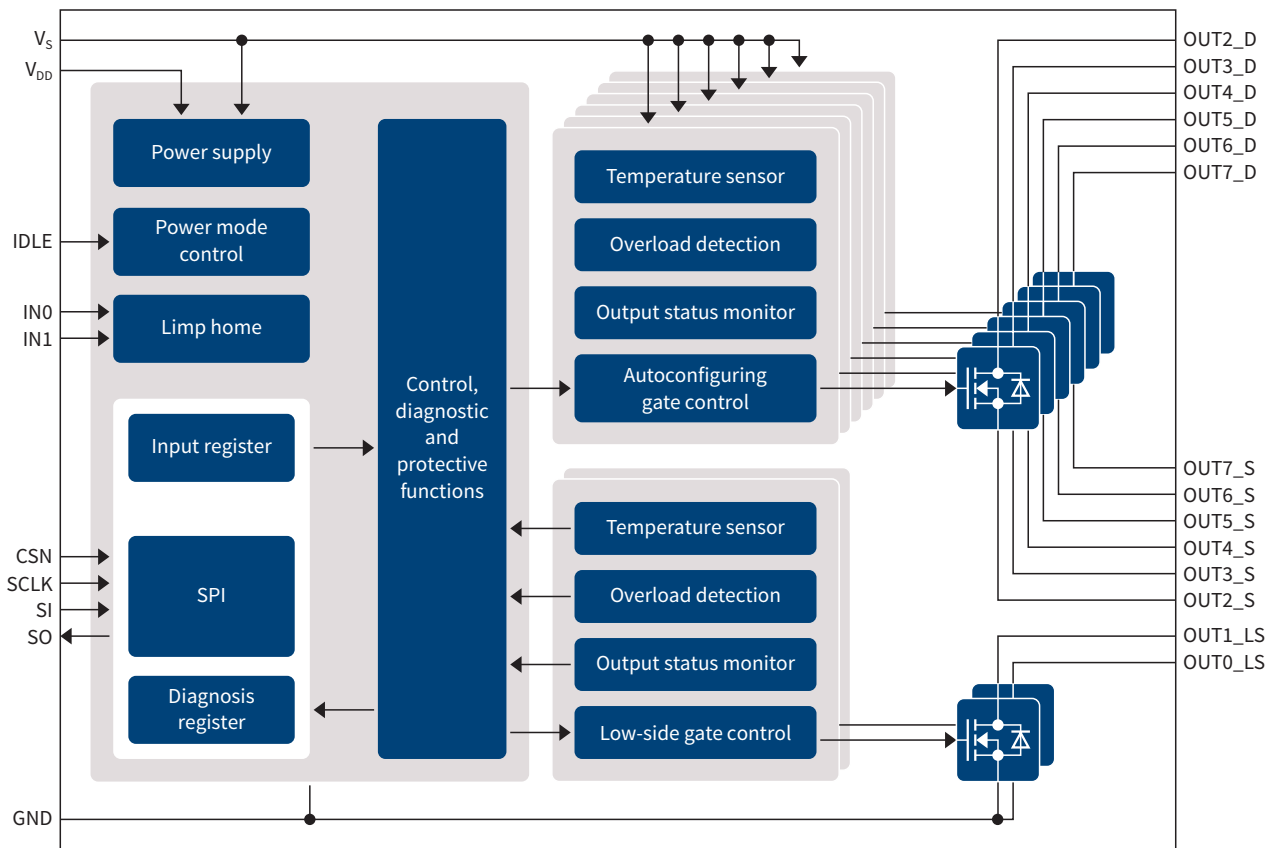 VS
VDD
IDLE
IN0
IN1
CSN
SCLK
SI
SO
GND
Power supply
Power mode
control
Limp home
Input register
SPI
Diagnosis
register
Control,
diagnostic
and
protective
functions
Temperature sensor
Overload detection
Output status monitor
Autoconfiguring
gate control
Temperature sensor
Overload detection
Output status monitor
Low-side gate control
OUT2_D
OUT3_D
OUT4_D
OUT5_D
OUT6_D
OUT7_D
OUT7_S
OUT6_S
OUT5_S
OUT4_S
OUT3_S
OUT2_S
OUT1_LS
OUT0_LS